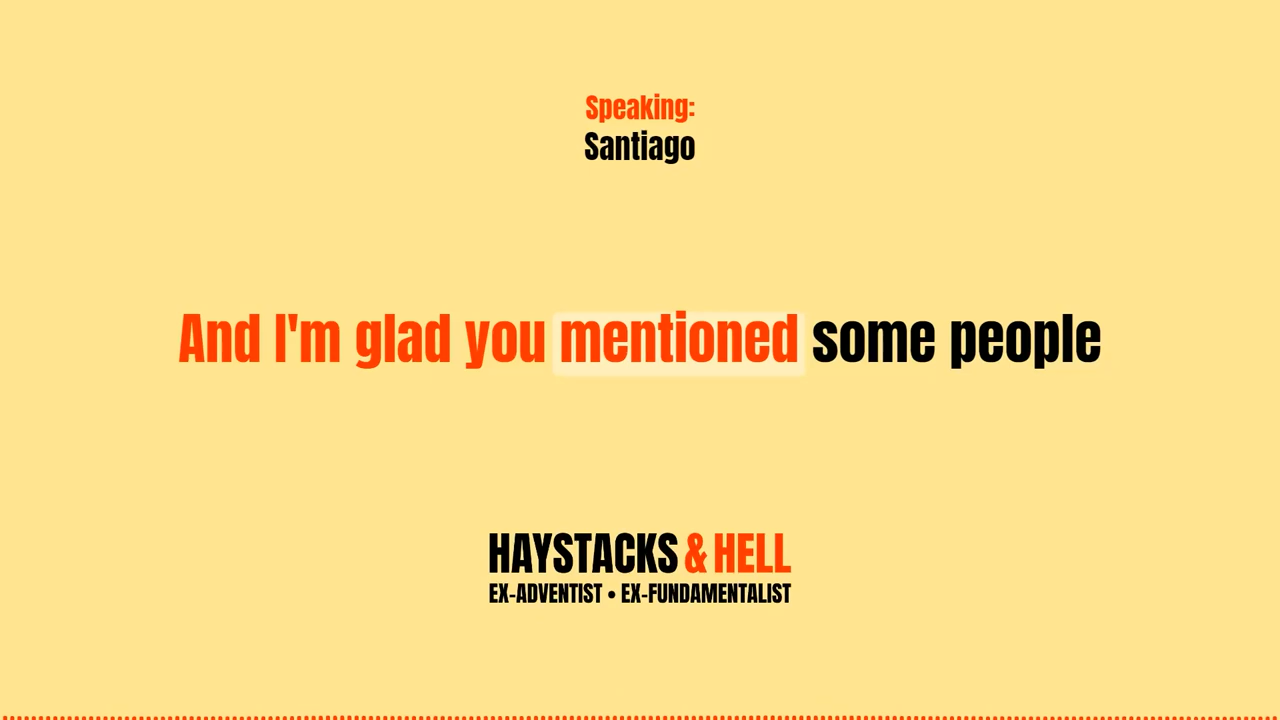 Speaking:
Santiago
And I'm glad you mentioned some people
HAYSTACKS & HELL
EX-ADVENTIST • EX-FUNDAMENTALIST